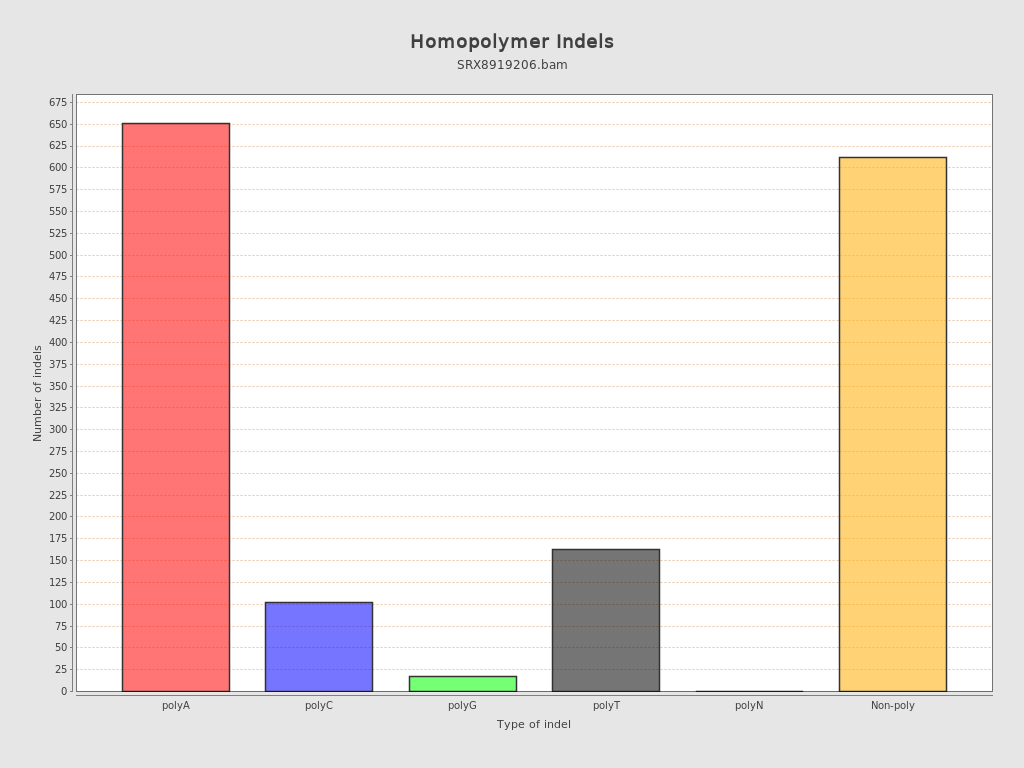 Homopolymer Indels
SRX8919206.bam
675
650
625
600
575
550
525
500
475
450
425
400
375
350
325
300
275
250
225
200
175
150
125
100
75
50
25
0
Number of indels
polyA
polyC
polyG
polyT
polyN
Non-poly
Type of indel